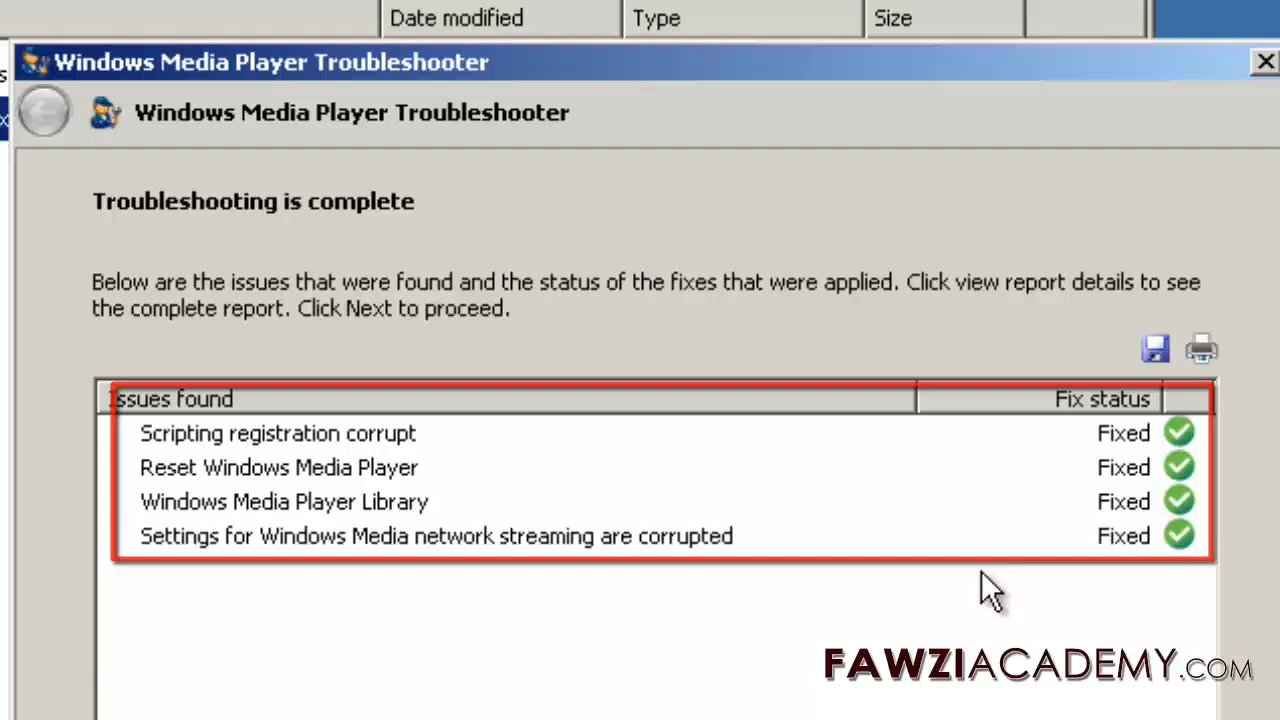 Date modified Type Size
Windows Media Player Troubleshooter
Windows Media Player Troubleshooter
Troubleshooting is complete
Below are the issues that were found and the status of the fixes that were applied. Click view report details to see
the complete report. Click Next to proceed.
Issues found Fix status
Scripting registration corrupt Fixed
Reset Windows Media Player Fixed
Windows Media Player Library Fixed
Settings for Windows Media network streaming are corrupted Fixed
FAWZIACADEMY.COM